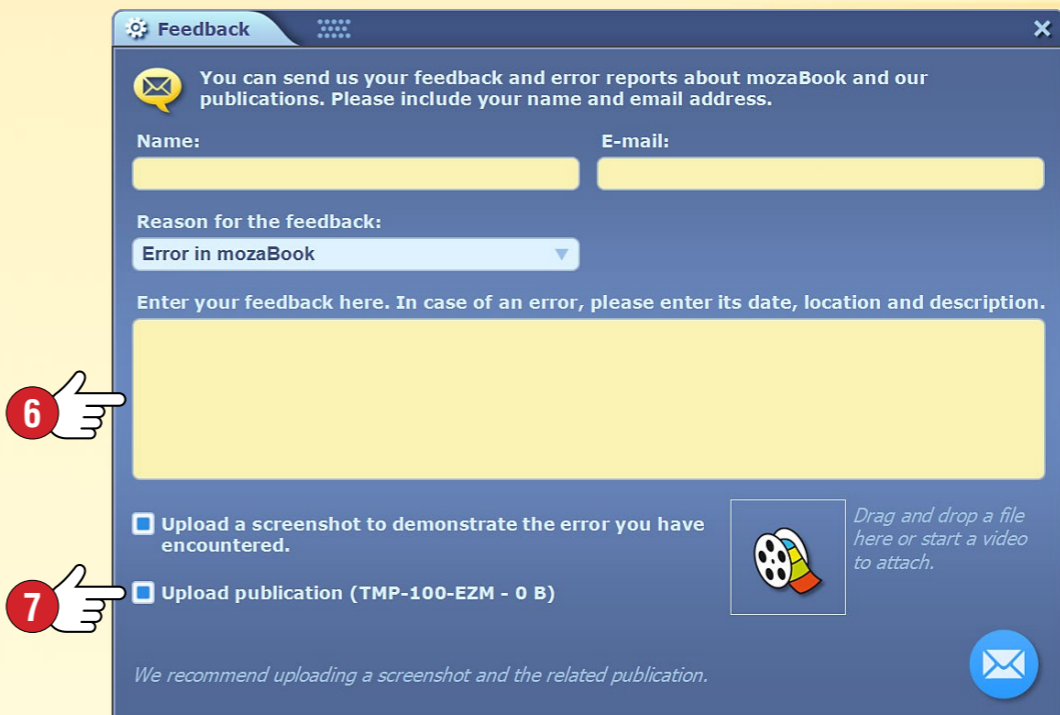 Feedback
You can send us your feedback and error reports about mozaBook and our
publications. Please include your name and email address.
Name:
E-mail:
Reason for the feedback:
Error in mozaBook
Enter your feedback here. In case of an error, please enter its date, location and description.
6
Upload a screenshot to demonstrate the error you have
encountered.
Drag and drop a file
here or start a video
to attach.
7
Upload publication (TMP-100-EZM - 0 B)
We recommend uploading a screenshot and the related publication.